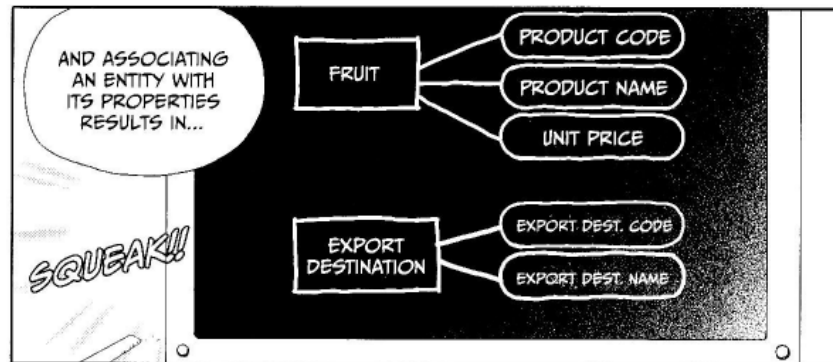 AND ASSOCIATING
AN ENTITY WITH
ITS PROPERTIES
RESULTS IN...
FRUIT
PRODUCT CODE
PRODUCT NAME
UNIT PRICE
SQUEAK!!
EXPORT
DESTINATION
EXPORT DEST. CODE
EXPORT DEST. NAME